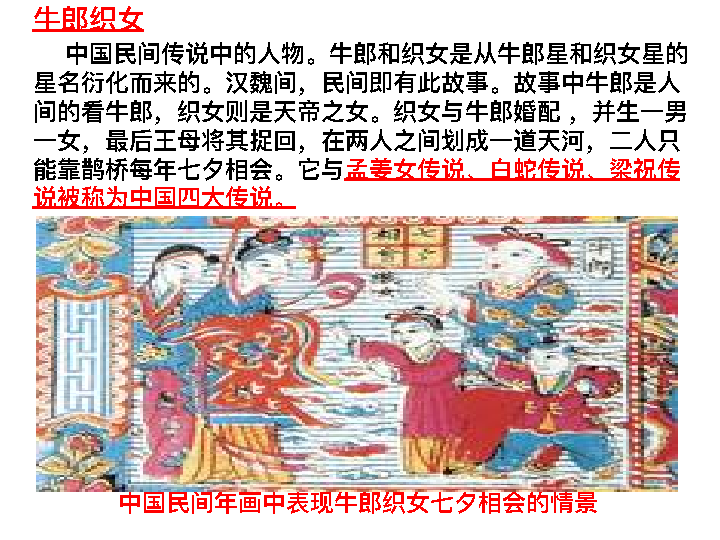 牛郎织女
中国民间传说中的人物。牛郎和织女是从牛郎星和织女星的
星名衍化而来的。汉魏间，民间即有此故事。故事中牛郎是人
间的看牛郎，织女则是天帝之女。织女与牛郎婚配 ，并生一男
一女，最后王母将其捉回，在两人之间划成一道天河，二人只
能靠鹊桥每年七夕相会。它与孟姜女传说、白蛇传说、梁祝传
说被称为中国四大传说。
牛郎
中国民间年画中表现牛郎织女七夕相会的情景